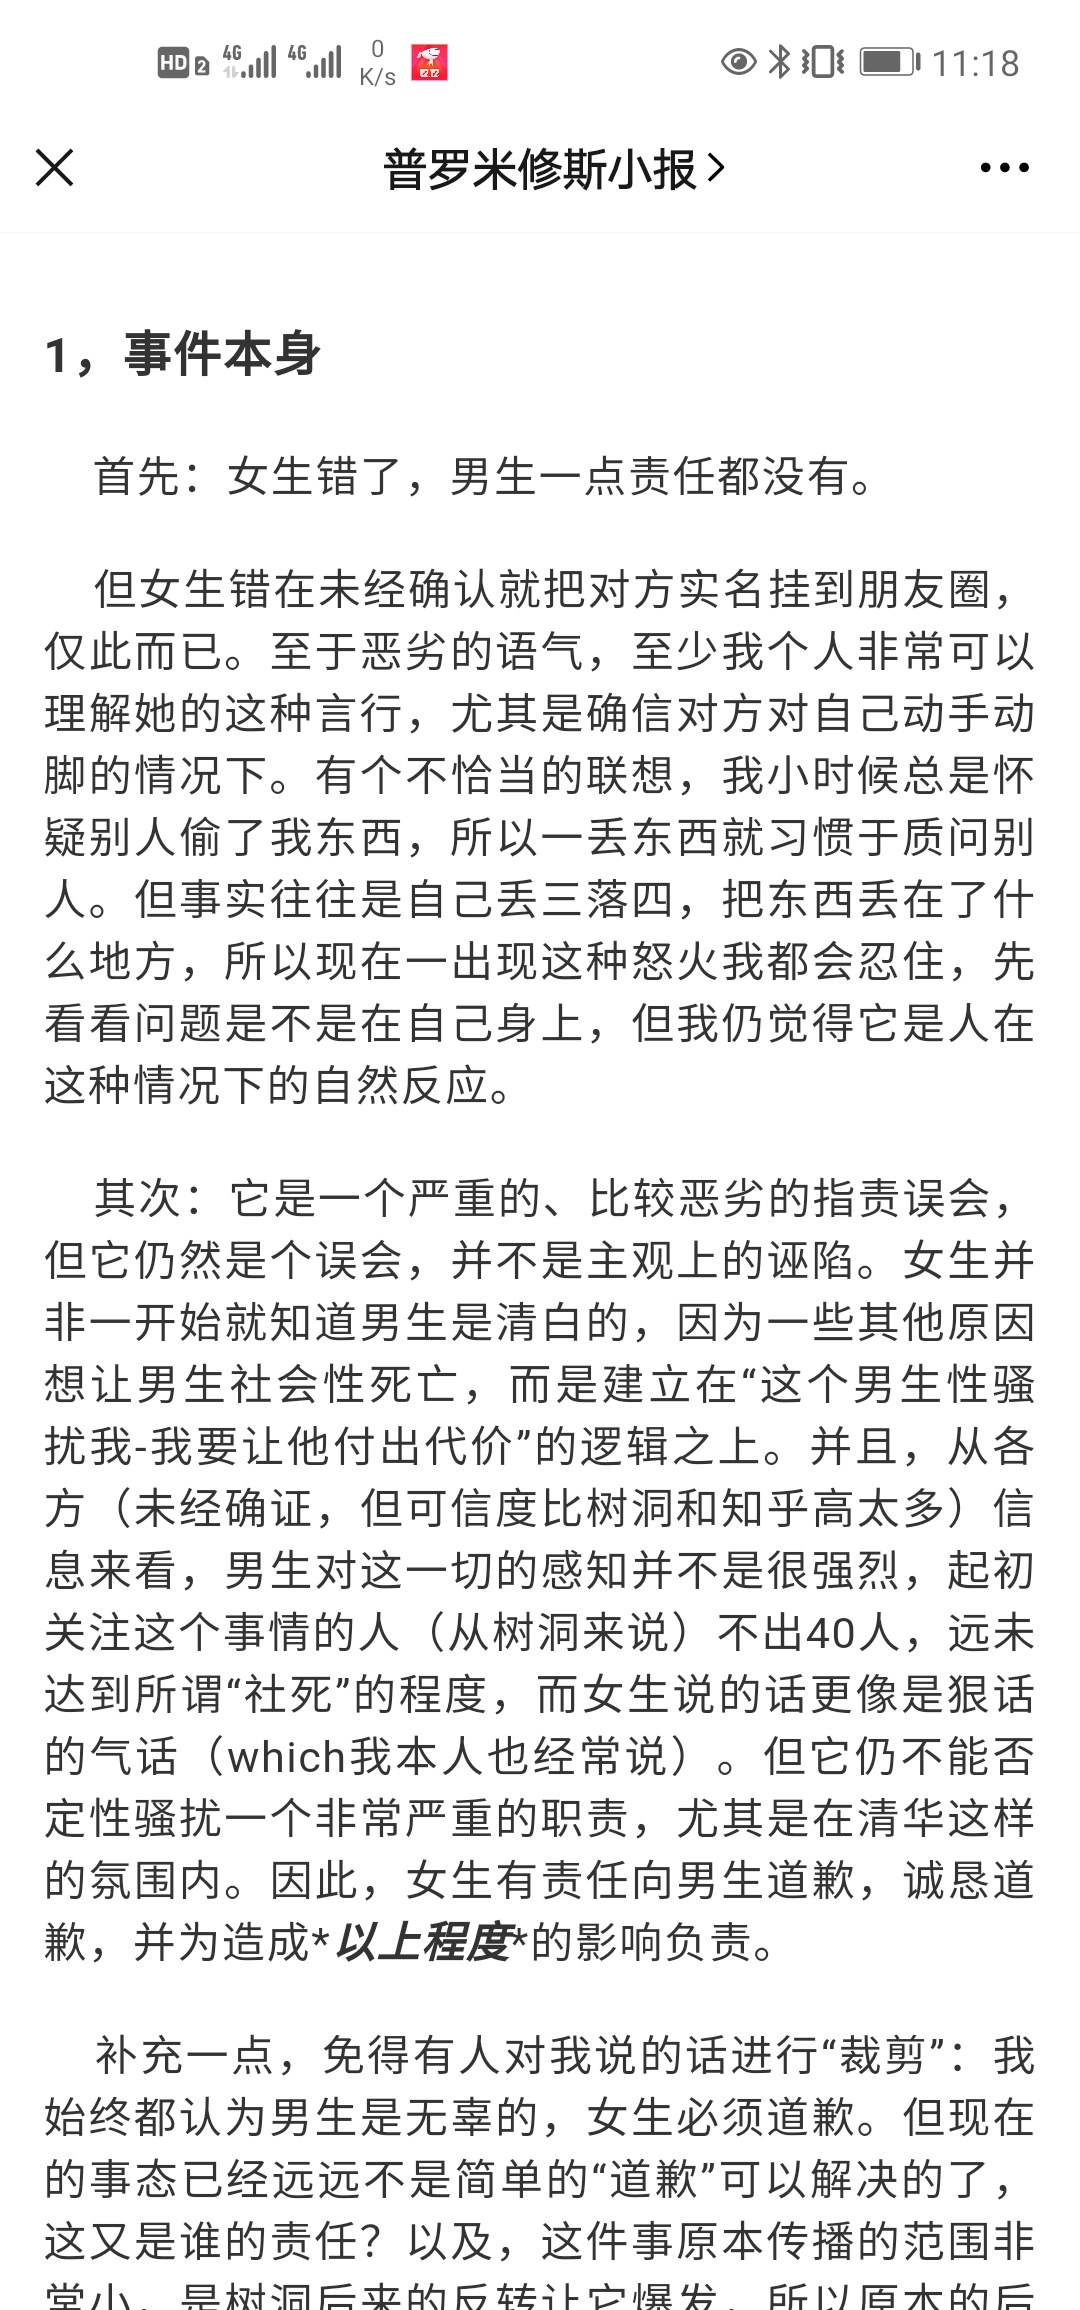 HD 2 4G 4G 0 K/s 11:18
普罗米修斯小报
1，事件本身
首先：女生错了，男生一点责任都没有。
但女生错在未经确认就把对方实名挂到朋友圈，
仅此而已。至于恶劣的语气，至少我个人非常可以
理解她的这种言行，尤其是确信对方对自己动手动
脚的情况下。有个不恰当的联想，我小时候总是怀
疑别人偷了我东西，所以一丢东西就习惯于质问别
人。但事实往往是自己丢三落四，把东西丢在了什
么地方，所以现在一出现这种怒火我都会忍住，先
看看问题是不是在自己身上，但我仍觉得它是人在
这种情况下的自然反应。
其次：它是一个严重的、比较恶劣的指责误会，
但它仍然是个误会，并不是主观上的诬陷。女生并
非一开始就知道男生是清白的，因为一些其他原因
想让男生社会性死亡，而是建立在“这个男生性骚
扰我-我要让他付出代价”的逻辑之上。并且，从各
方（未经确证，但可信度比树洞和知乎高太多）信
息来看，男生对这一切的感知并不是很强烈，起初
关注这个事情的人（从树洞来说）不出40人，远未
达到所谓“社死”的程度，而女生说的话更像是狠话
的气话（which我本人也经常说）。但它仍不能否
定性骚扰一个非常严重的职责，尤其是在清华这样
的氛围内。因此，女生有责任向男生道歉，诚恳道
歉，并为造成*以上程度*的影响负责。
补充一点，免得有人对我说的话进行“裁剪”：我
始终都认为男生是无辜的，女生必须道歉。但现在
的事态已经远远不是简单的“道歉”可以解决的了，
这又是谁的责任？以及，这件事原本传播的范围非
常小，是树洞后来的反转让它爆发，所以原本的后